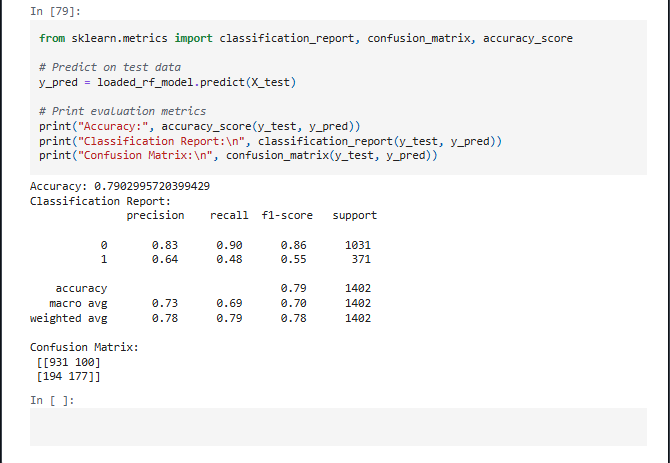 In [79]:
from sklearn.metrics import classification_report, confusion_matrix, accuracy_score
# Predict on test data
y_pred = loaded_rf_model.predict(X_test)
# Print evaluation metrics
print("Accuracy:", accuracy_score(y_test, y_pred))
print("Classification Report:\n", classification_report(y_test, y_pred))
print("Confusion Matrix:\n", confusion_matrix(y_test, y_pred))
Accuracy: 0.7902995720399429
Classification Report:
precision recall f1-score support
0 0.83 0.90 0.86 1031
1 0.64 0.48 0.55 371
accuracy 0.79 1402
macro avg 0.73 0.69 0.70 1402
weighted avg 0.78 0.79 0.78 1402
Confusion Matrix:
[[931 100]
[194 177]]
In [ ]: